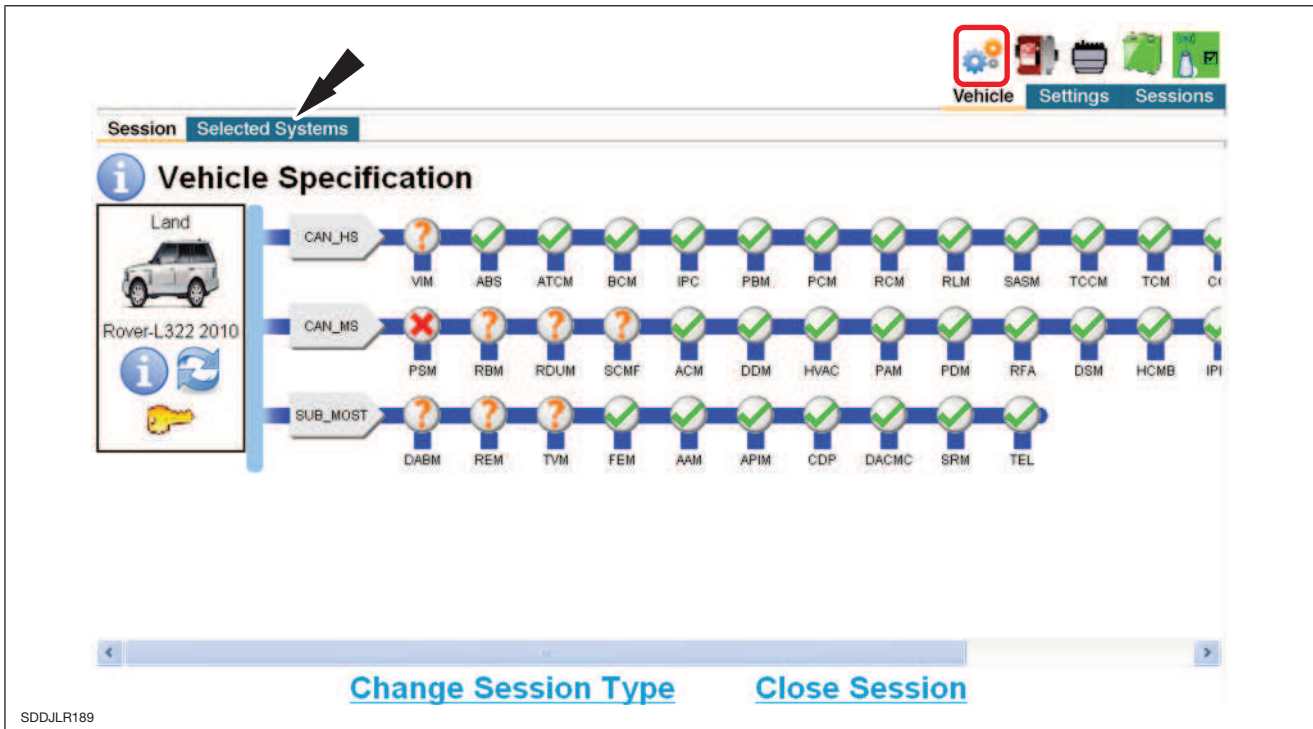 Vehicle Settings Sessions
Session Selected Systems
Vehicle Specification
Land
Rover-L322 2010
CAN_HS
VIM ABS ATCM BCM IPC PBM PCM RCM RLM SASM TCCM TCM
CAN_MS
PSM RBM RDUM SCMF ACM DDM HVAC PAM PDM RFA DSM HCMB
SUB_MOST
DABM REM TVM FEM AAM APIM CDP DACMC SRM TEL
Change Session Type Close Session
SDDJLR189